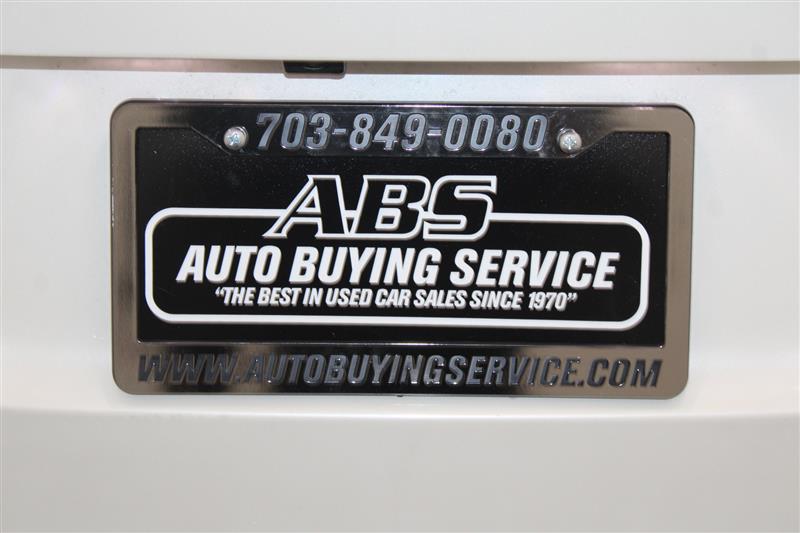 703-849-0080
ABS
AUTO BUYING SERVICE
"THE BEST IN USED CAR SALES SINCE 1970"
WWW.AUTOBUYINGSERVICE.COM